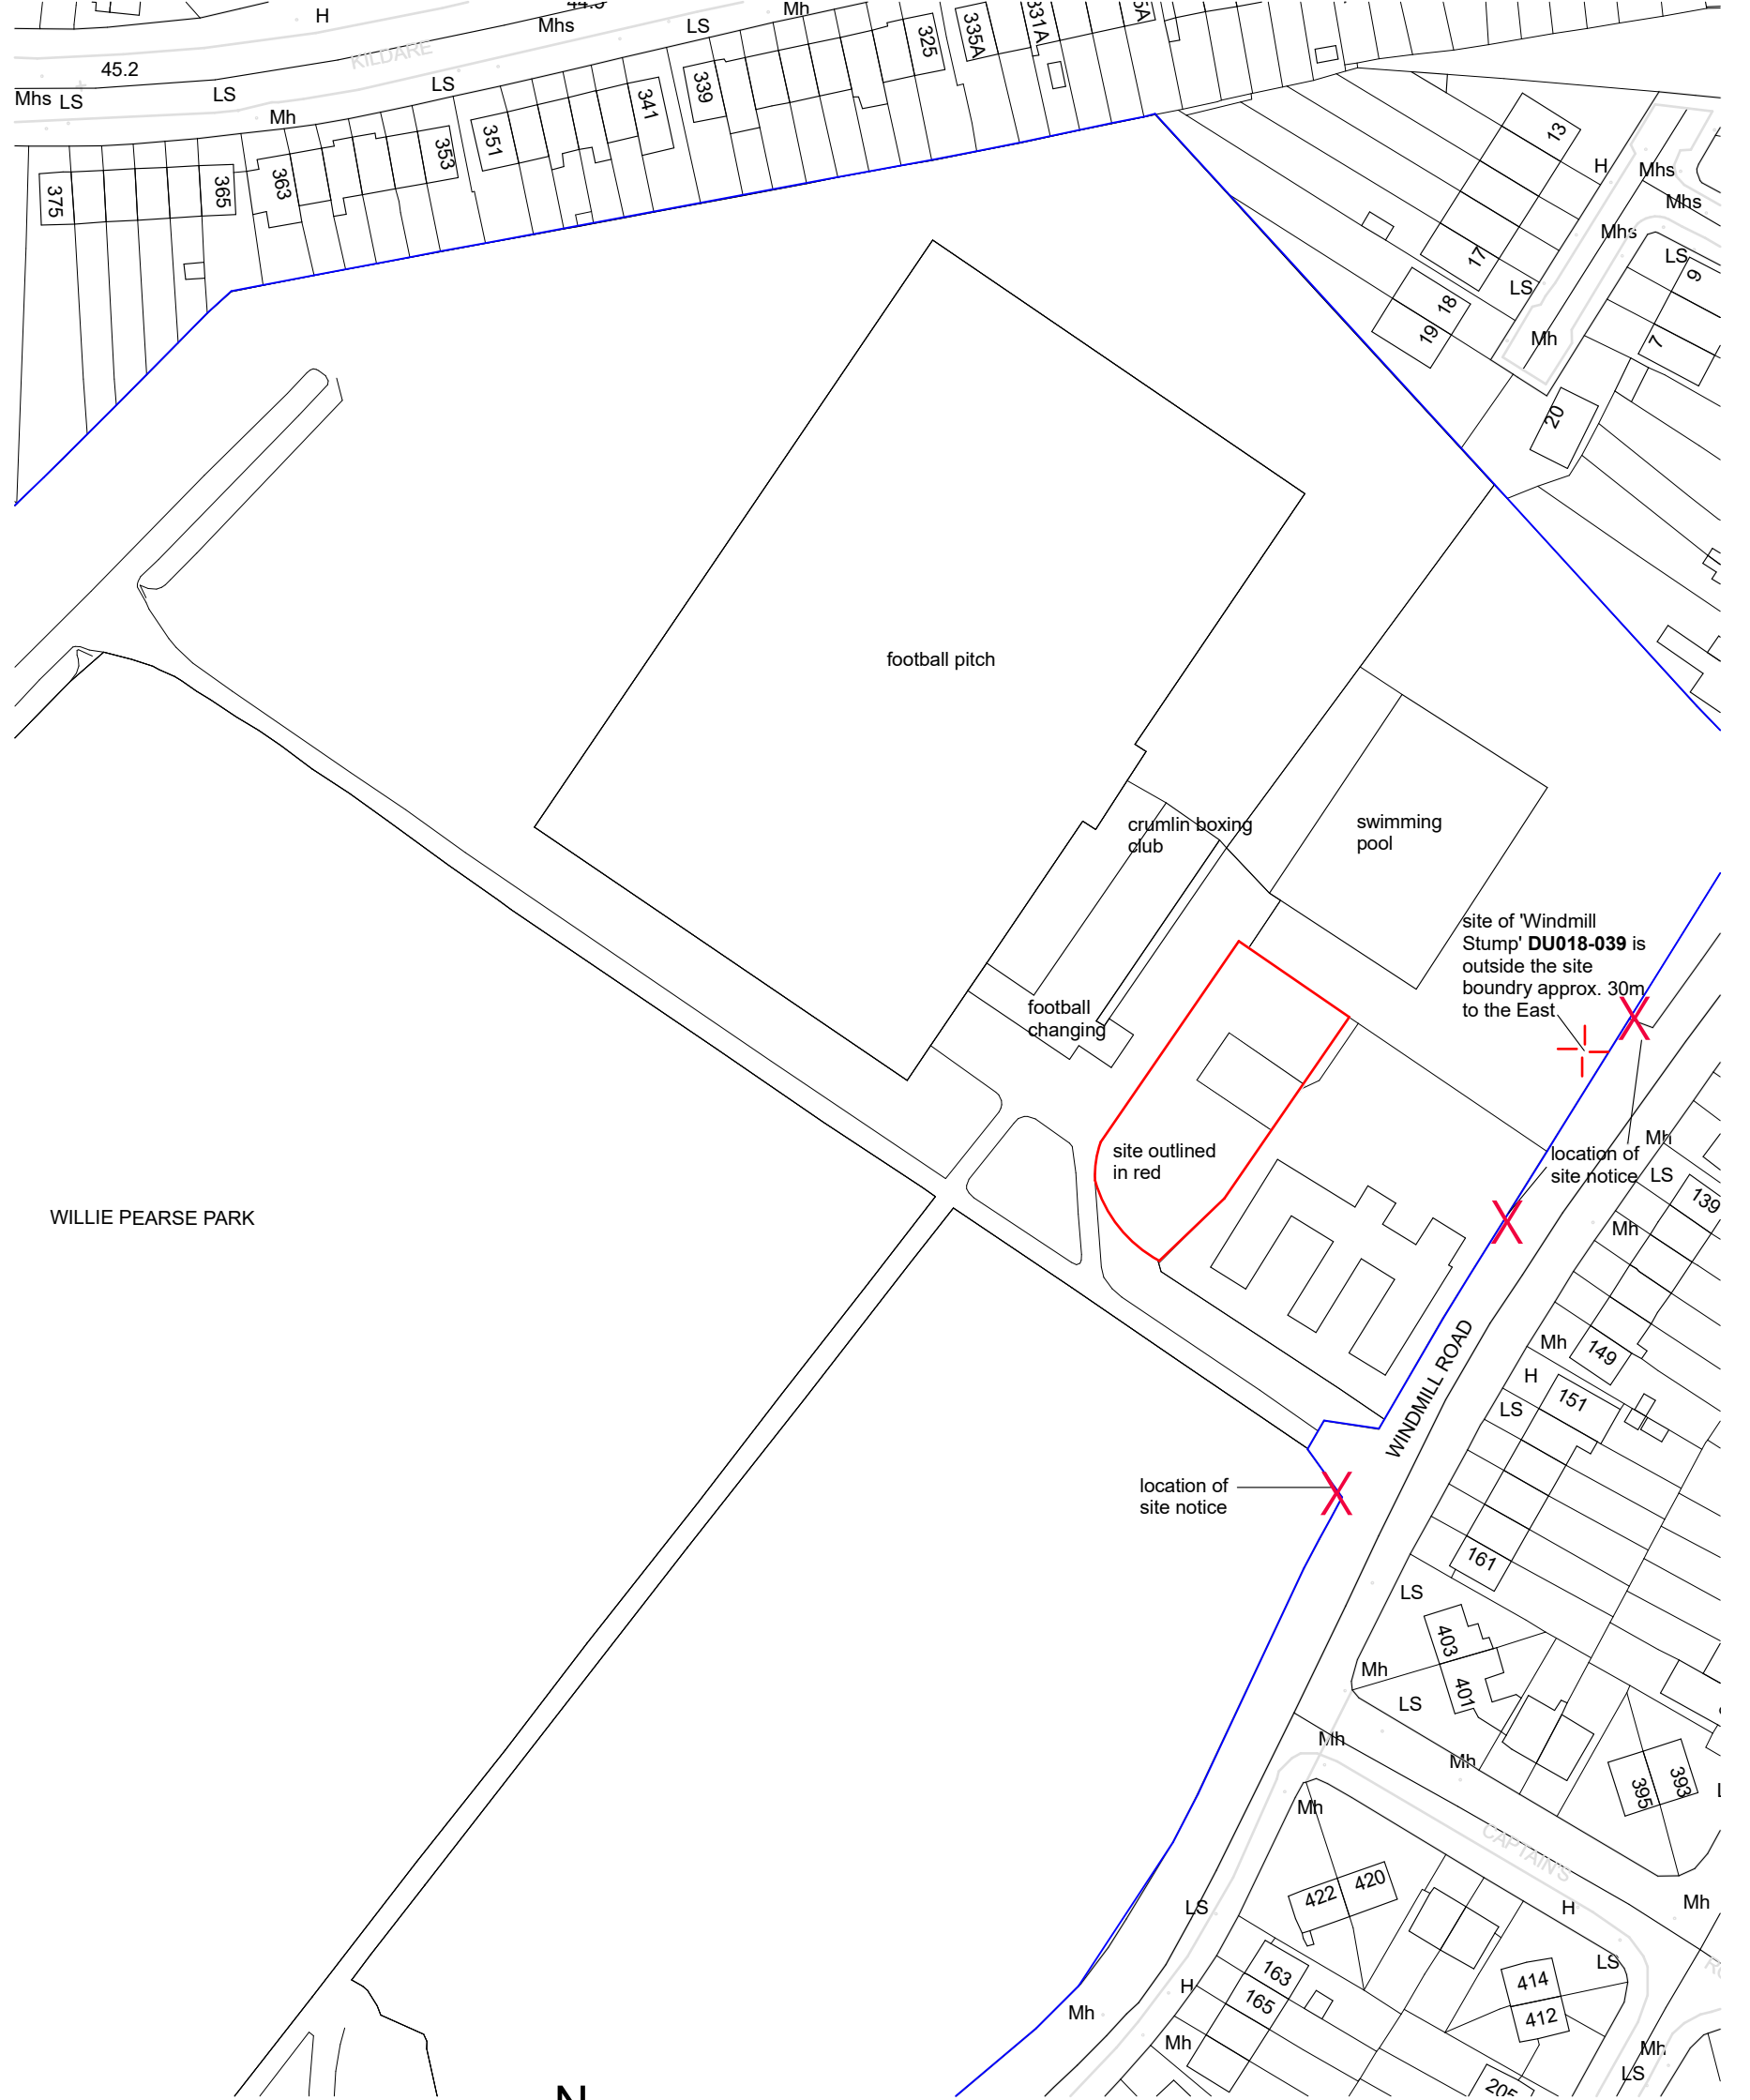 H
Mhs
LS
Mh
KILDARE
45.2
Mhs LS
LS
LS
Mh
325
335A
331A
339
341
351
353
363
365
375
13
H
Mhs
Mhs
Mhs
LS
17
LS
9
18
19
Mh
7
20
football pitch
crumlin boxing
club
swimming
pool
site of 'Windmill
Stump' DU018-039 is
outside the site
boundry approx. 30m
to the East
football
changing
site outlined
in red
location of
site notice
Mh
LS
139
Mh
WILLIE PEARSE PARK
WINDMILL ROAD
Mh
149
H
151
LS
location of
site notice
161
LS
403
Mh
401
LS
Mh
Mh
393
395
Mh
CAPTAIN'S
420
422
LS
H
Mh
LS
163
165
H
414
412
Mh
Mh
Mh
LS
205
N